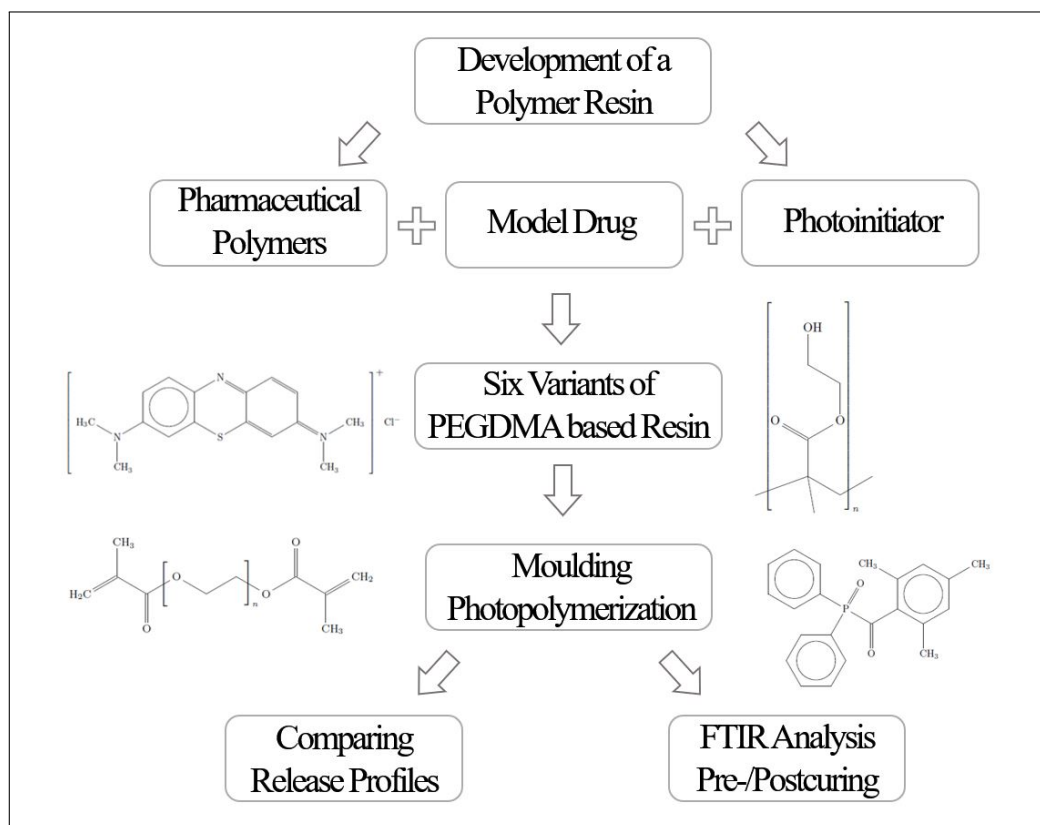 Development of a
Polymer Resin
Pharmaceutical
Polymers
Model Drug
Photoinitiator
OH
O
O
n
N
S
H₃C
N
CH₃
N
CH₃
CH₃
+
Cl⁻
Six Variants of
PEGDMA based Resin
CH₃
H₂C
O
O
n
O
O
CH₂
CH₃
Moulding
Photopolymerization
O
P
O
CH₃
CH₃
CH₃
Comparing
Release Profiles
FTIR Analysis
Pre-/Postcuring